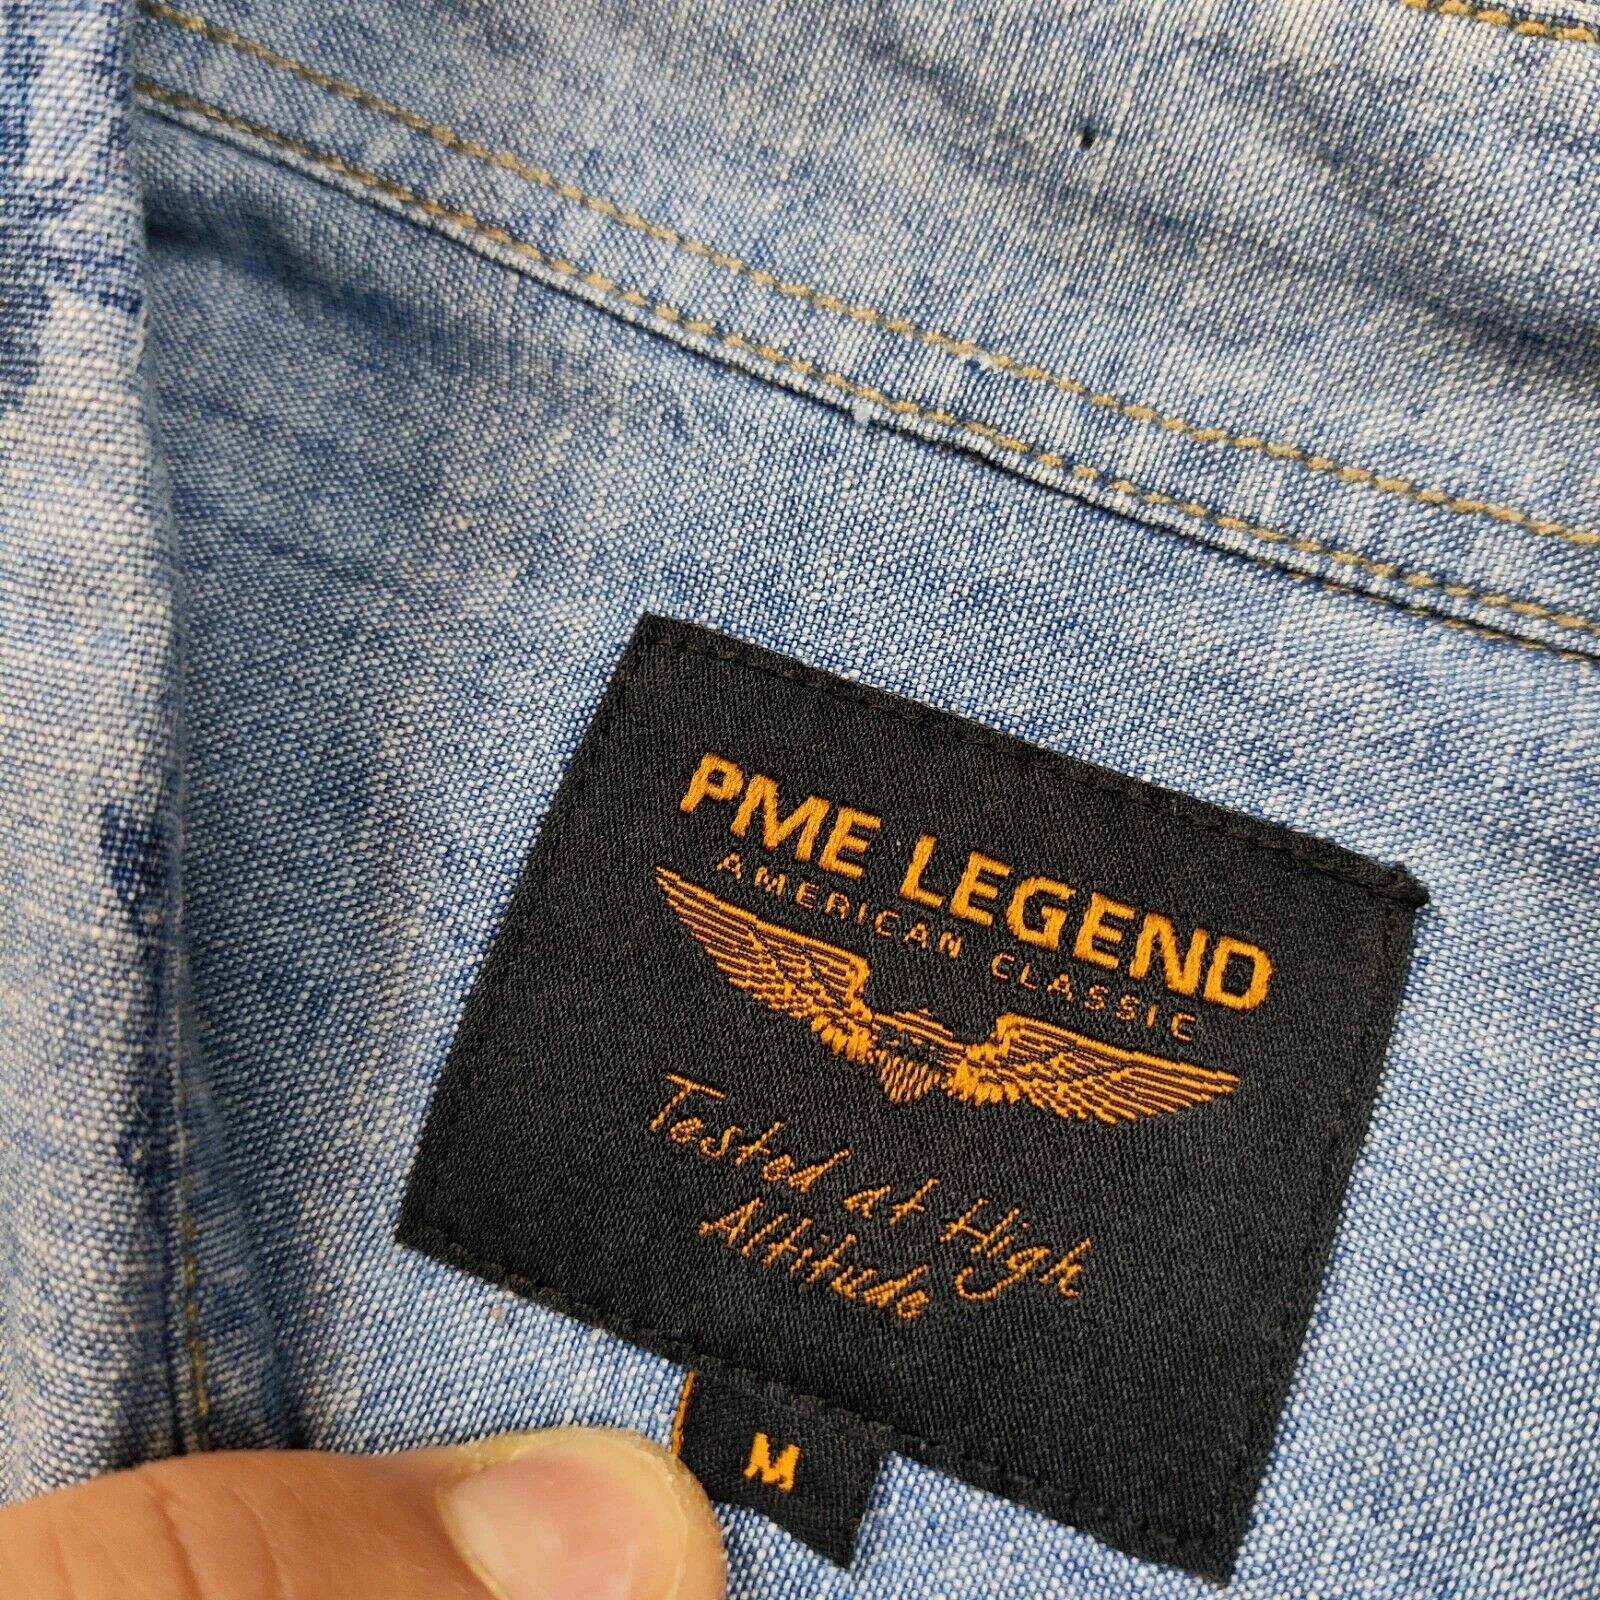 PME LEGEND
AMERICAN CLASSIC
Tested at High
Altitude
M